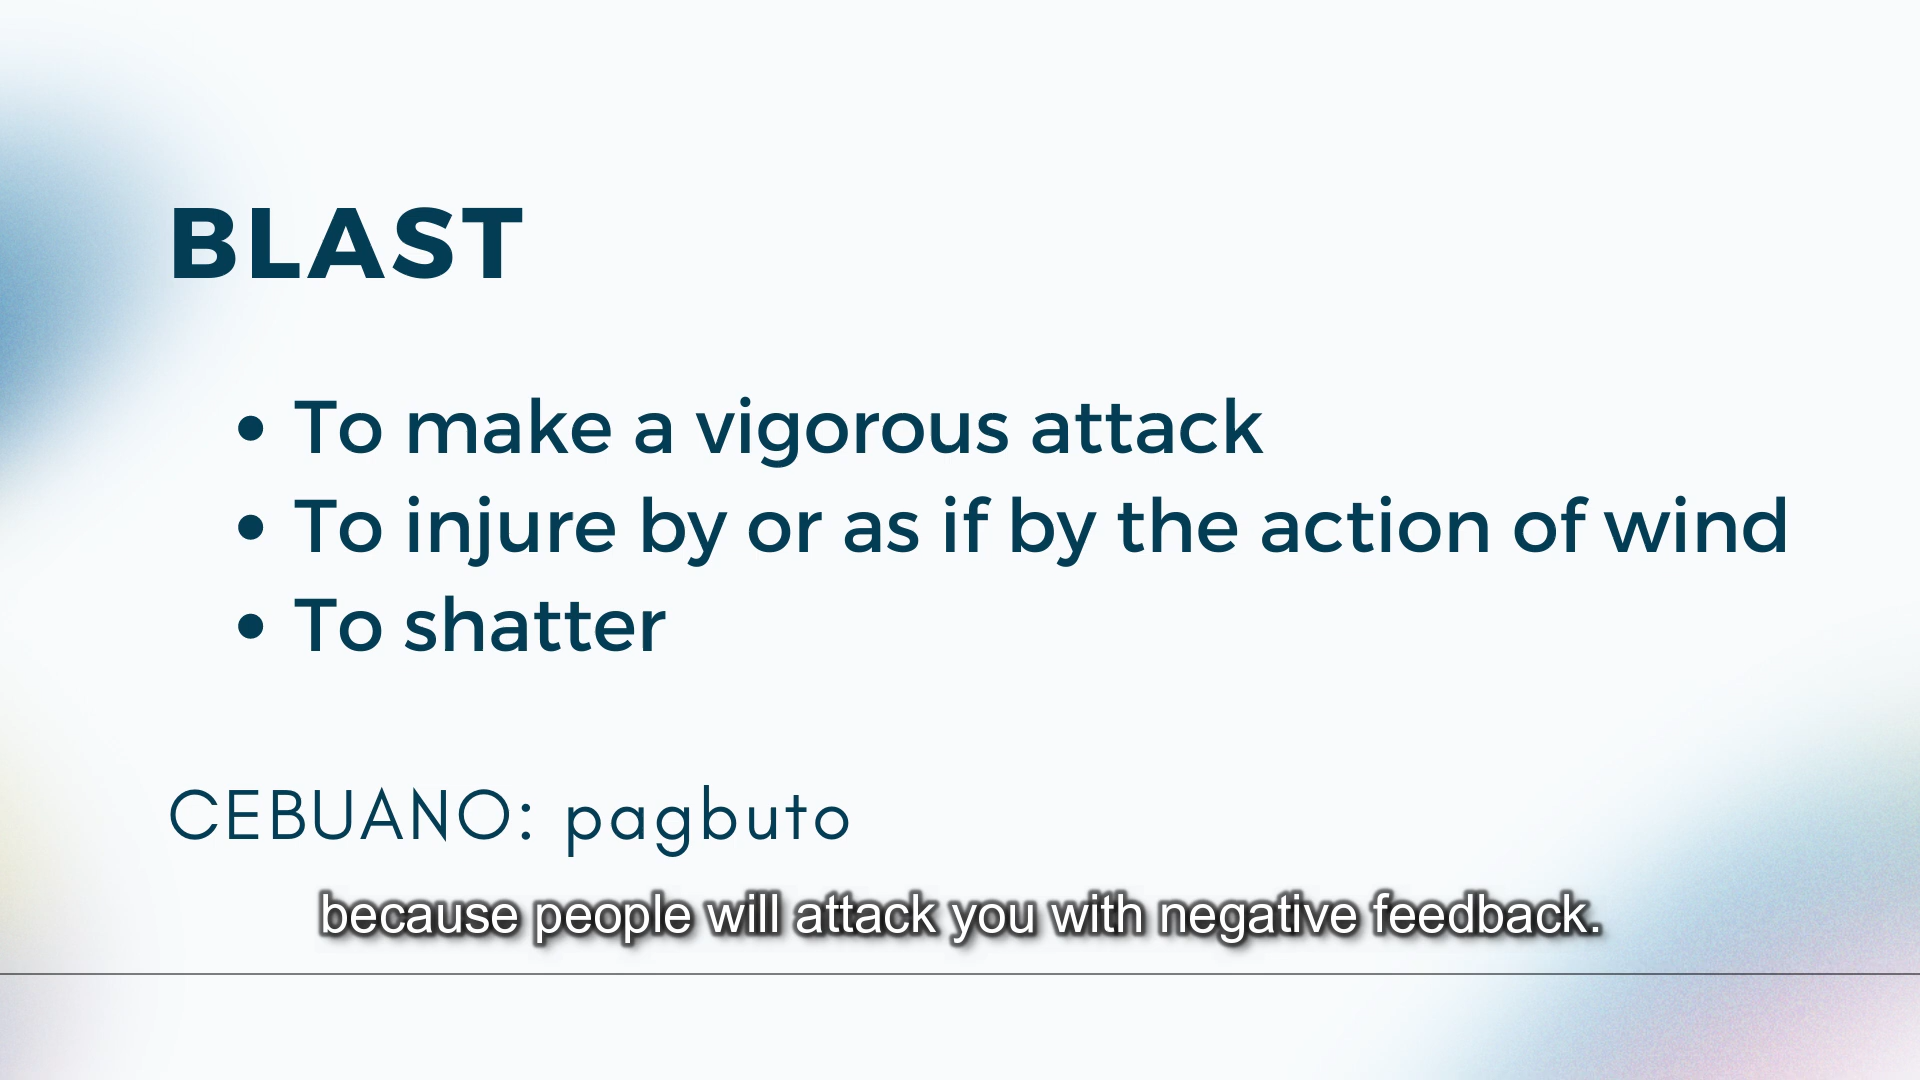 BLAST
• To make a vigorous attack
• To injure by or as if by the action of wind
• To shatter
CEBUANO: pagbuto
because people will attack you with negative feedback.